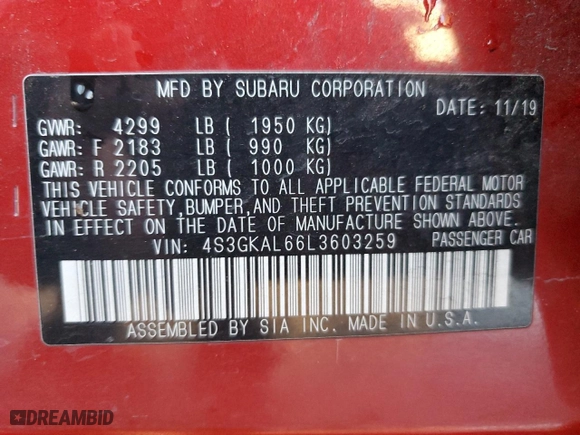 MFD BY SUBARU CORPORATION
DATE: 11/19
GVWR: 4299 LB ( 1950 KG)
GAWR: F 2183 LB ( 990 KG)
GAWR: R 2205 LB ( 1000 KG)
THIS VEHICLE CONFORMS TO ALL APPLICABLE FEDERAL MOTOR
VEHICLE SAFETY, BUMPER, AND THEFT PREVENTION STANDARDS
IN EFFECT ON THE DATE OF MANUFACTURE SHOWN ABOVE.
VIN: 4S3GKAL66L3603259 PASSENGER CAR
ASSEMBLED BY SIA INC. MADE IN U.S.A.
DREAMBID